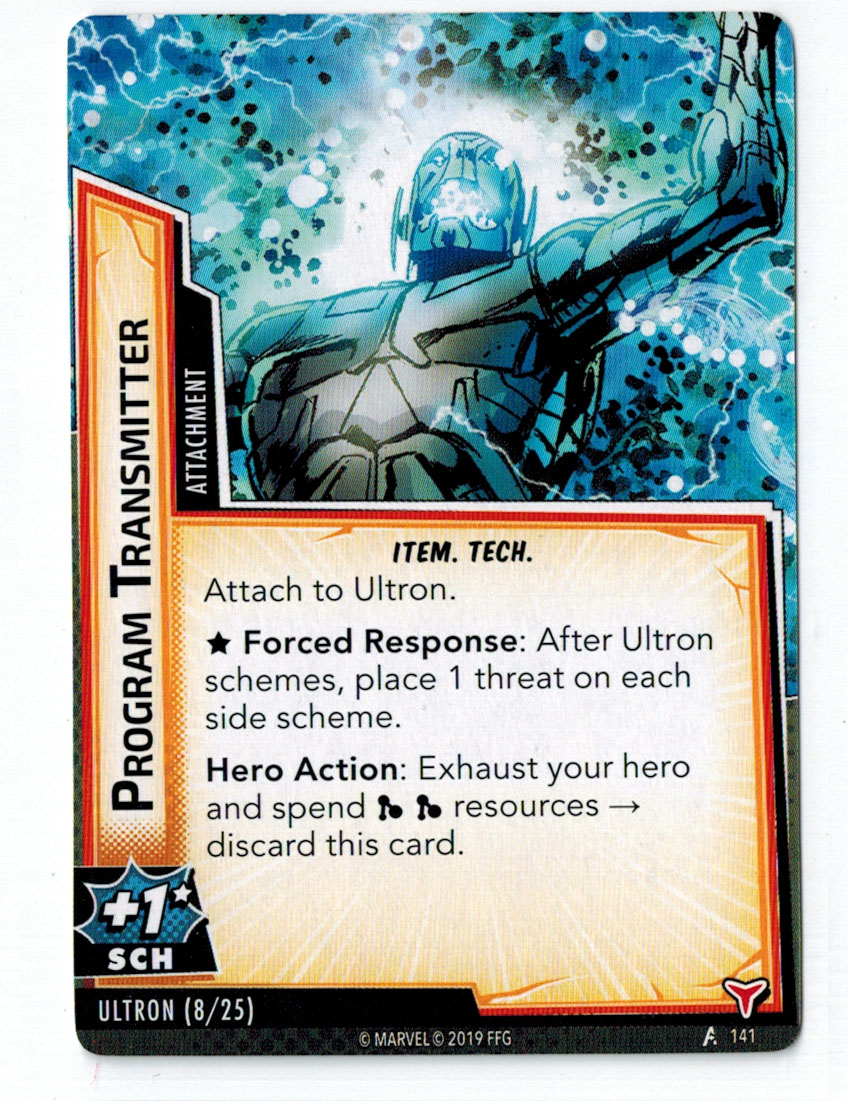 PROGRAM TRANSMITTER
ATTACHMENT
ITEM. TECH.
Attach to Ultron.
★ Forced Response: After Ultron
schemes, place 1 threat on each
side scheme.
Hero Action: Exhaust your hero
and spend resources →
discard this card.
+1★
SCH
ULTRON (8/25)
© MARVEL © 2019 FFG
141